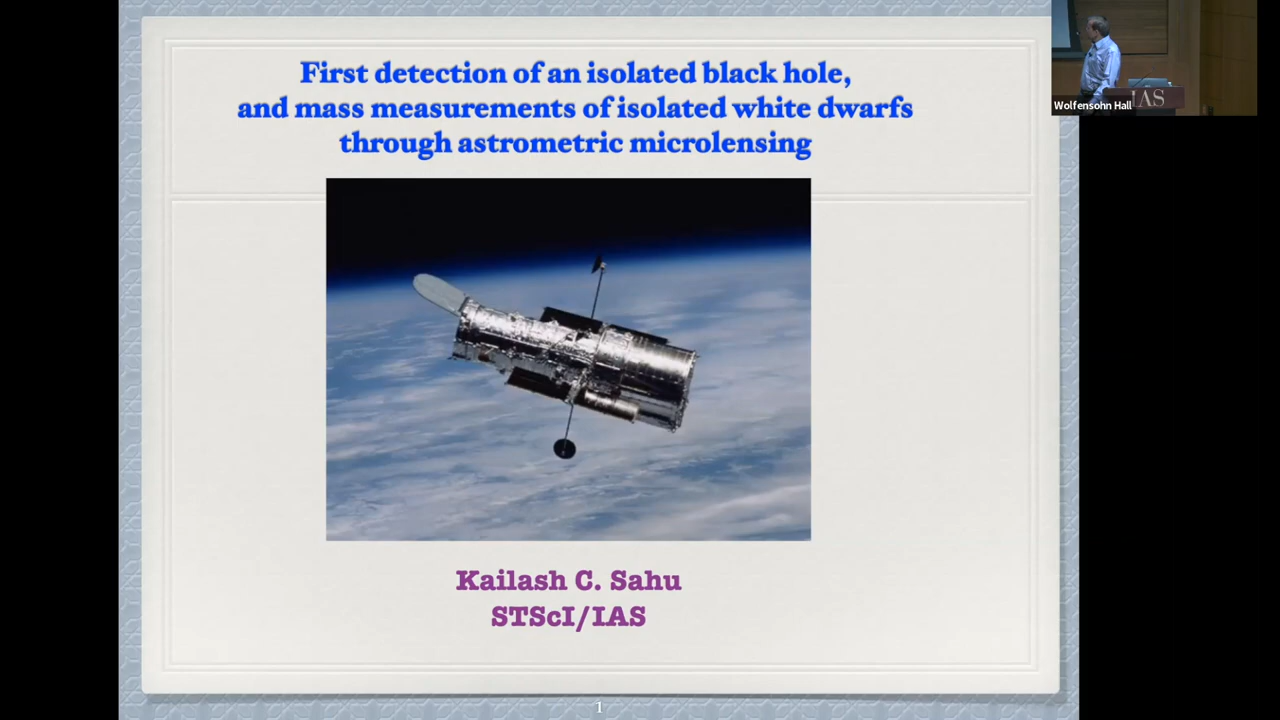 First detection of an isolated black hole,
and mass measurements of isolated white dwarfs
through astrometric microlensing
Kailash C. Sahu
STScI/IAS
1
Wolfensohn Hall
IAS